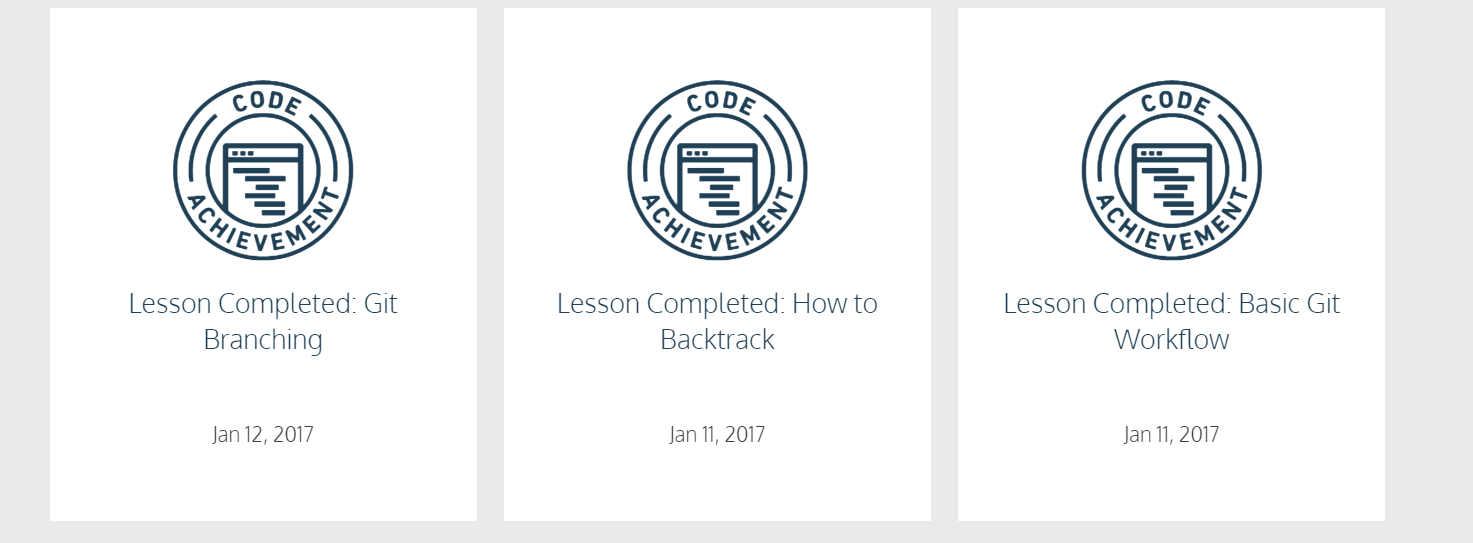 CODE
ACHIEVEMENT
Lesson Completed: Git
Branching
Jan 12, 2017
CODE
ACHIEVEMENT
Lesson Completed: How to
Backtrack
Jan 11, 2017
CODE
ACHIEVEMENT
Lesson Completed: Basic Git
Workflow
Jan 11, 2017